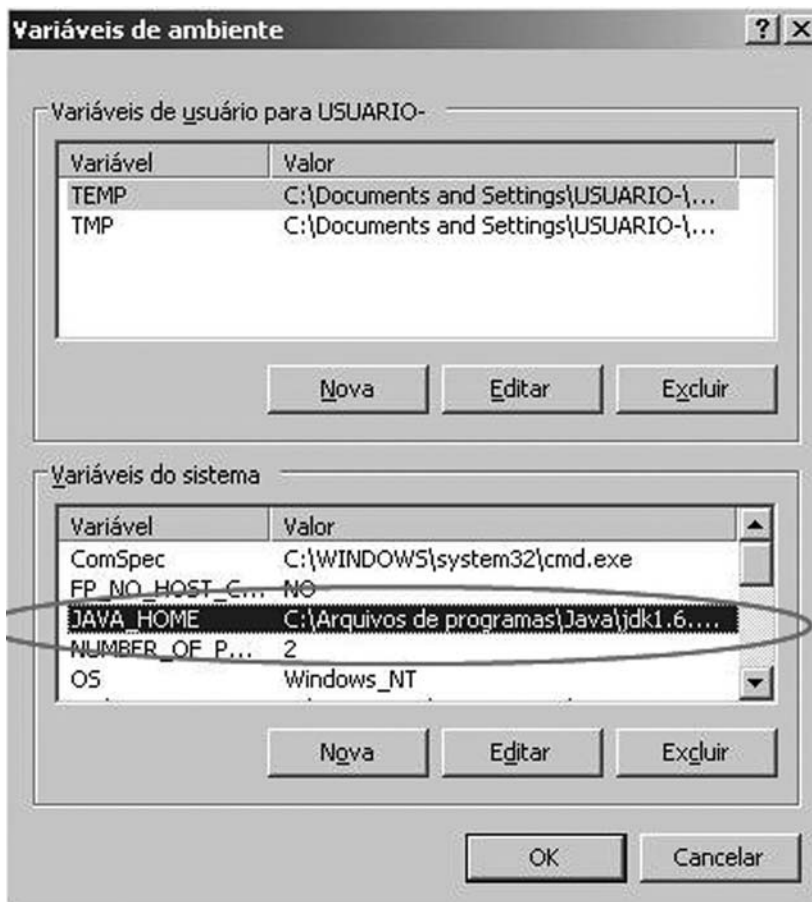 Variáveis de ambiente
Variáveis de usuário para USUARIO-
Variável Valor
TEMP C:\Documents and Settings\USUARIO-\...
TMP C:\Documents and Settings\USUARIO-\...
Nova Editar Excluir
Variáveis do sistema
Variável Valor
ComSpec C:\WINDOWS\system32\cmd.exe
FP_NO_HOST_C... NO
JAVA_HOME C:\Arquivos de programas\Java\jdk1.6....
NUMBER_OF_P... 2
OS Windows_NT
Nova Editar Excluir
OK Cancelar